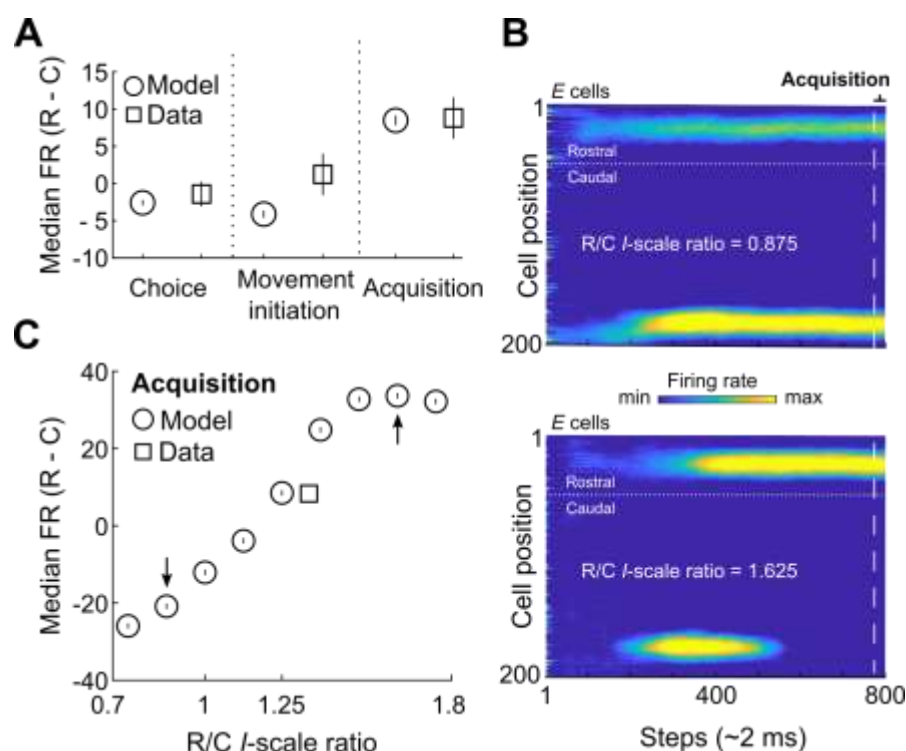 A
Median FR (R - C)
15
10
5
0
-5
-10
Model
Data
Choice
Movement
initiation
Acquisition
B
Acquisition
E cells
1
Rostral
Caudal
Cell position
R/C I-scale ratio = 0.875
200
Firing rate
min
max
E cells
1
Rostral
Caudal
Cell position
R/C I-scale ratio = 1.625
200
1
400
800
Steps (~2 ms)
C
Median FR (R - C)
40
20
0
-20
-40
Acquisition
Model
Data
0.7
1
1.25
1.8
R/C I-scale ratio